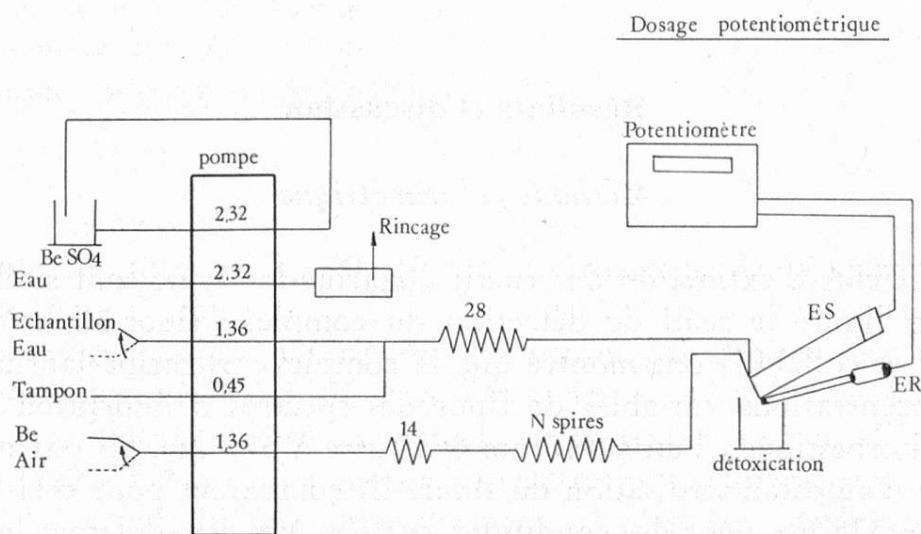 Dosage potentiométrique
Potentiomètre
pompe
2,32
Be SO4
Rincage
Eau
2,32
28
Echantillon
1,36
Eau
ES
Tampon
0,45
ER
Be
1,36
Air
14
N spires
détoxication